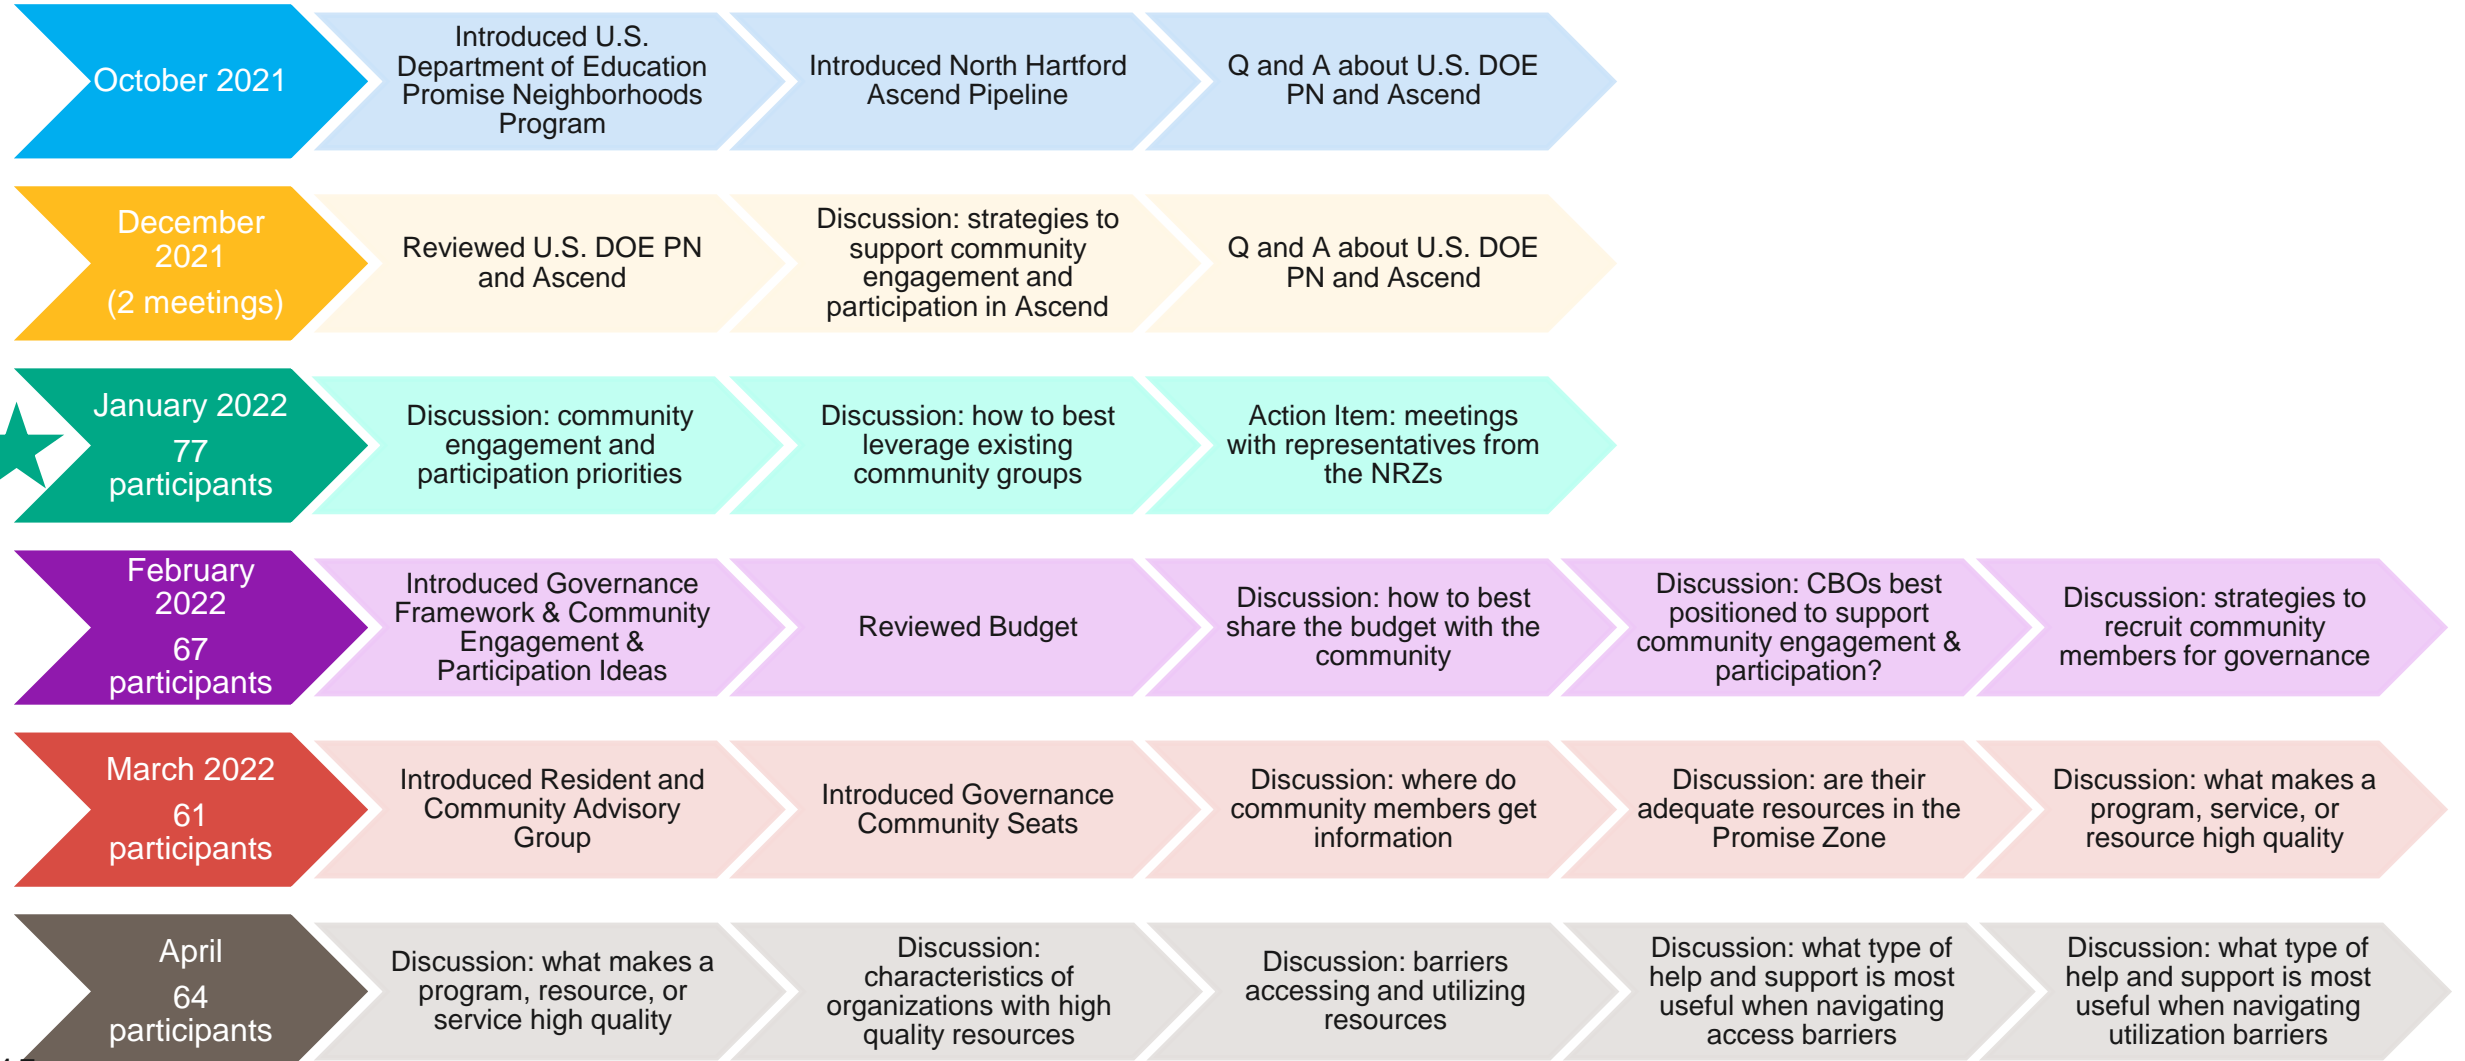 October 2021
Introduced U.S.
Department of Education
Promise Neighborhoods
Program
Introduced North Hartford
Ascend Pipeline
Q and A about U.S. DOE
PN and Ascend
December
2021
(2 meetings)
Reviewed U.S. DOE PN
and Ascend
Discussion: strategies to
support community
engagement and
participation in Ascend
Q and A about U.S. DOE
PN and Ascend
January 2022
77
participants
Discussion: community
engagement and
participation priorities
Discussion: how to best
leverage existing
community groups
Action Item: meetings
with representatives from
the NRZs
February
2022
67
participants
Introduced Governance
Framework & Community
Engagement &
Participation Ideas
Reviewed Budget
Discussion: how to best
share the budget with the
community
Discussion: CBOs best
positioned to support
community engagement &
participation?
Discussion: strategies to
recruit community
members for governance
March 2022
61
participants
Introduced Resident and
Community Advisory
Group
Introduced Governance
Community Seats
Discussion: where do
community members get
information
Discussion: are their
adequate resources in the
Promise Zone
Discussion: what makes a
program, service, or
resource high quality
April
64
participants
Discussion: what makes a
program, resource, or
service high quality
Discussion:
characteristics of
organizations with high
quality resources
Discussion: barriers
accessing and utilizing
resources
Discussion: what type of
help and support is most
useful when navigating
access barriers
Discussion: what type of
help and support is most
useful when navigating
utilization barriers